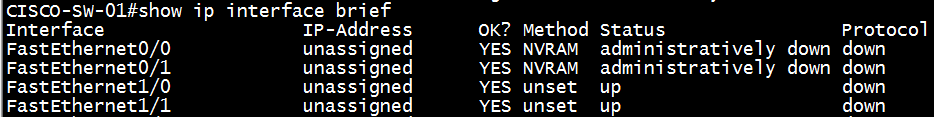 CISCO-SW-01#show ip interface brief
Interface IP-Address OK? Method Status Protocol
FastEthernet0/0 unassigned YES NVRAM administratively down down
FastEthernet0/1 unassigned YES NVRAM administratively down down
FastEthernet1/0 unassigned YES unset up down
FastEthernet1/1 unassigned YES unset up down